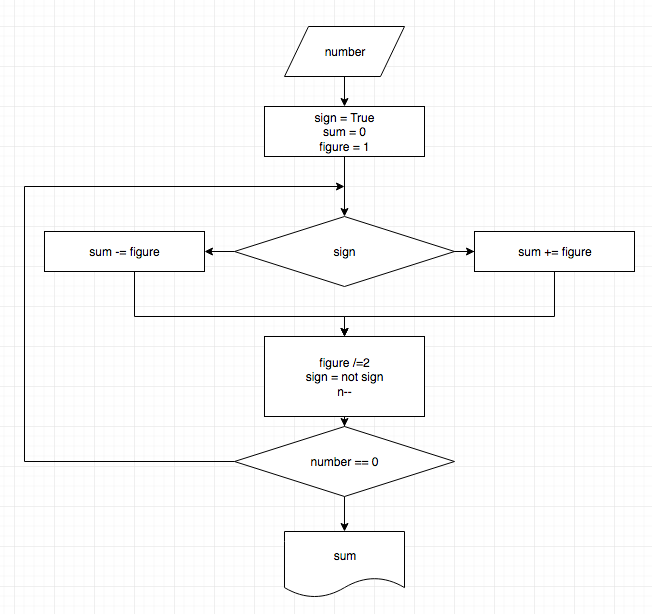 number
sign = True
sum = 0
figure = 1
sum -= figure
sign
sum += figure
figure /=2
sign = not sign
n--
number == 0
sum